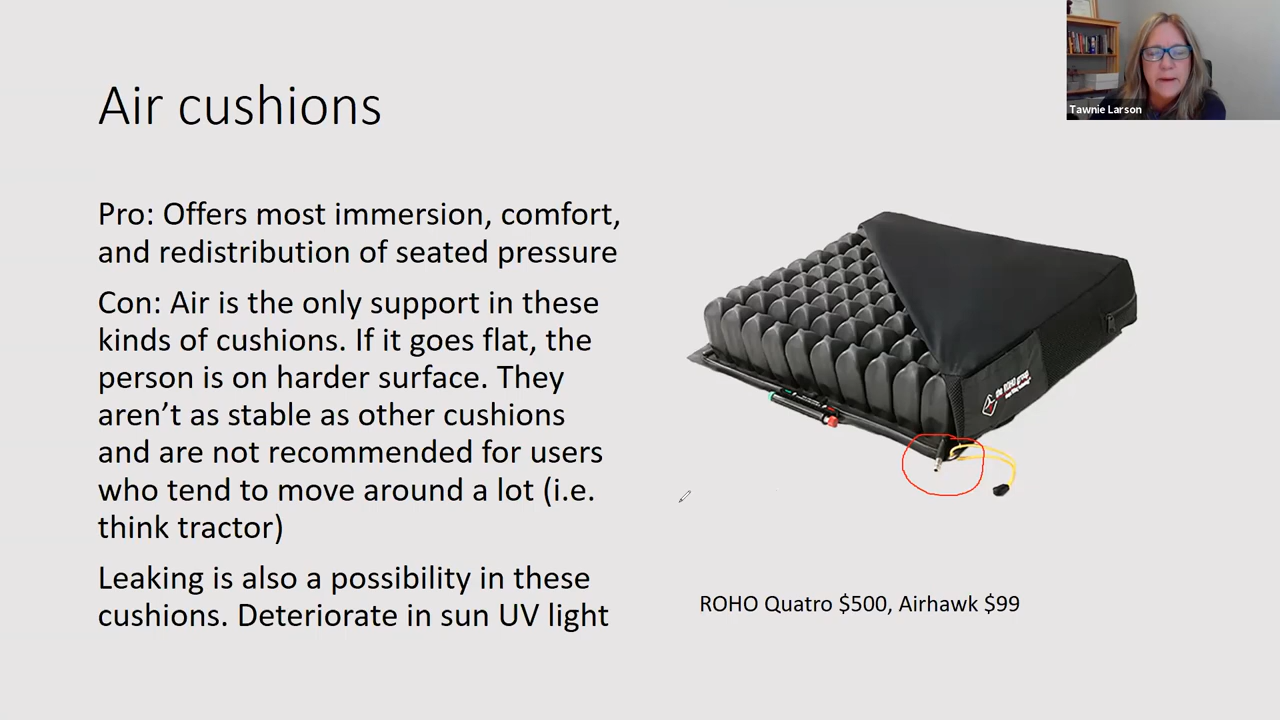 Air cushions
Tawnie Larson
Pro: Offers most immersion, comfort,
and redistribution of seated pressure
Con: Air is the only support in these
kinds of cushions. If it goes flat, the
person is on harder surface. They
aren’t as stable as other cushions
and are not recommended for users
who tend to move around a lot (i.e.
think tractor)
Leaking is also a possibility in these
cushions. Deteriorate in sun UV light
the ROHO group
ROHO Quatro $500, Airhawk $99